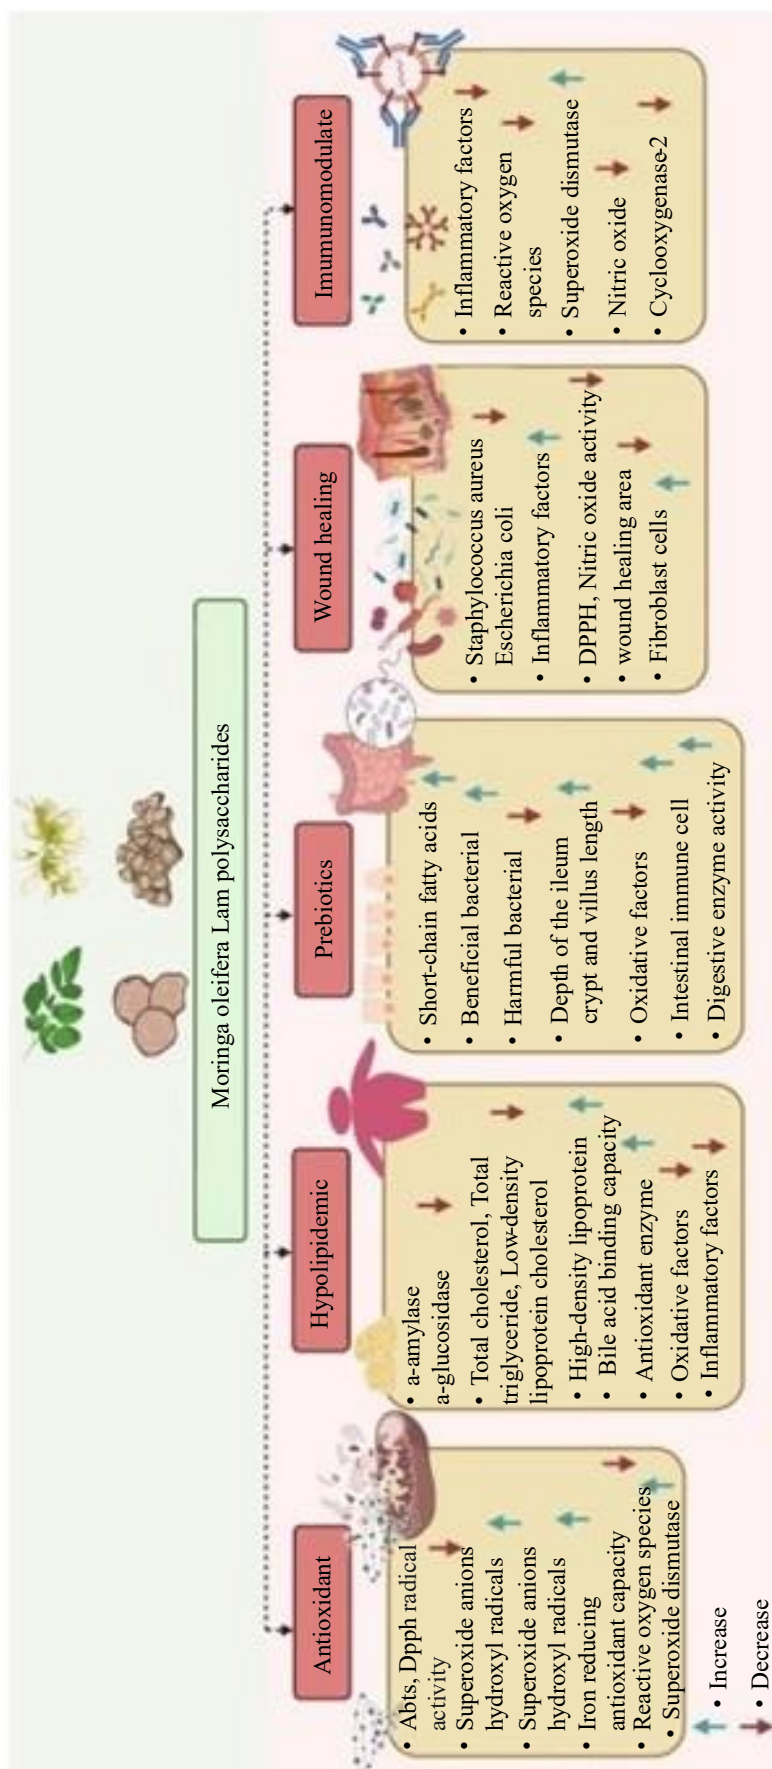 Moringa oleifera Lam polysaccharides
Antioxidant
• Abts, Dpph radical
activity
• Superoxide anions
hydroxyl radicals
• Superoxide anions
hydroxyl radicals
• Iron reducing
antioxidant capacity
• Reactive oxygen species
• Superoxide dismutase
Hypolipidemic
• a-amylase
a-glucosidase
• Total cholesterol, Total
triglyceride, Low-density
lipoprotein cholesterol
• High-density lipoprotein
• Bile acid binding capacity
• Antioxidant enzyme
• Oxidative factors
• Inflammatory factors
Prebiotics
• Short-chain fatty acids
• Beneficial bacterial
• Harmful bacterial
• Depth of the ileum
crypt and villus length
• Oxidative factors
• Intestinal immune cell
• Digestive enzyme activity
Wound healing
• Staphylococcus aureus
Escherichia coli
• Inflammatory factors
• DPPH, Nitric oxide activity
• wound healing area
• Fibroblast cells
Imumunomodulate
• Inflammatory factors
• Reactive oxygen
species
• Superoxide dismutase
• Nitric oxide
• Cyclooxygenase-2
• Increase
• Decrease